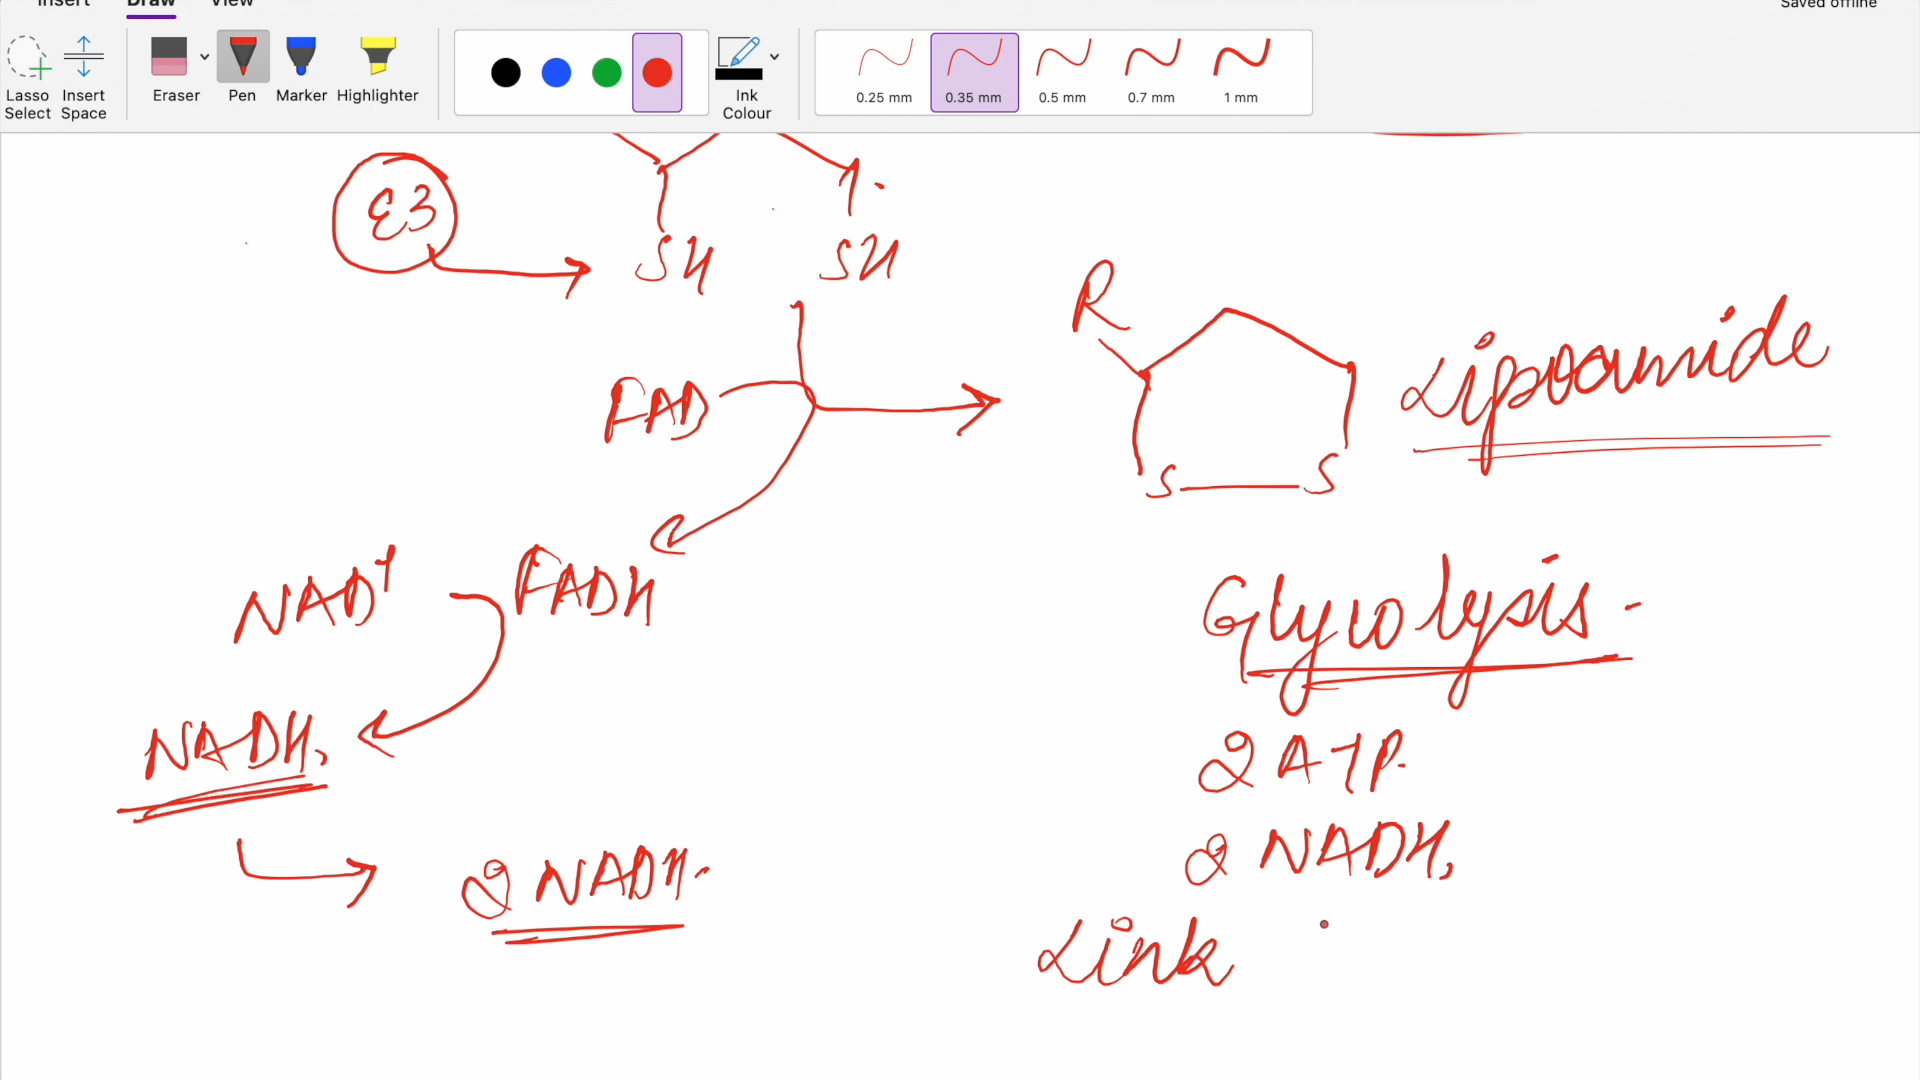 Insert Draw View Saved offline
Lasso Select
Insert Space
Eraser
Pen
Marker
Highlighter
Ink Colour
0.25 mm
0.35 mm
0.5 mm
0.7 mm
1 mm
E3
SH SH
R
FAD
Lipoamide
S S
NAD+ FADH
Glycolysis.
NADH,
2 ATP.
2 NADH.
2 NADH,
Link